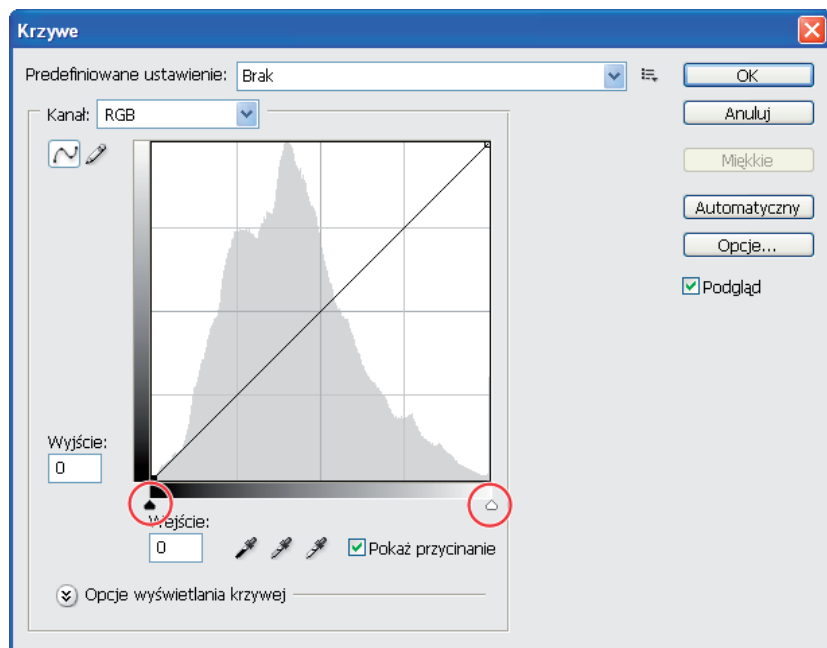 Krzywe
Predefiniowane ustawienie: Brak
OK
Kanał: RGB
Anuluj
Miękkie
Automatyczny
Opcje...
Podgląd
Wyjście:
0
Wejście:
0
Pokaż przycinanie
Opcje wyświetlania krzywej